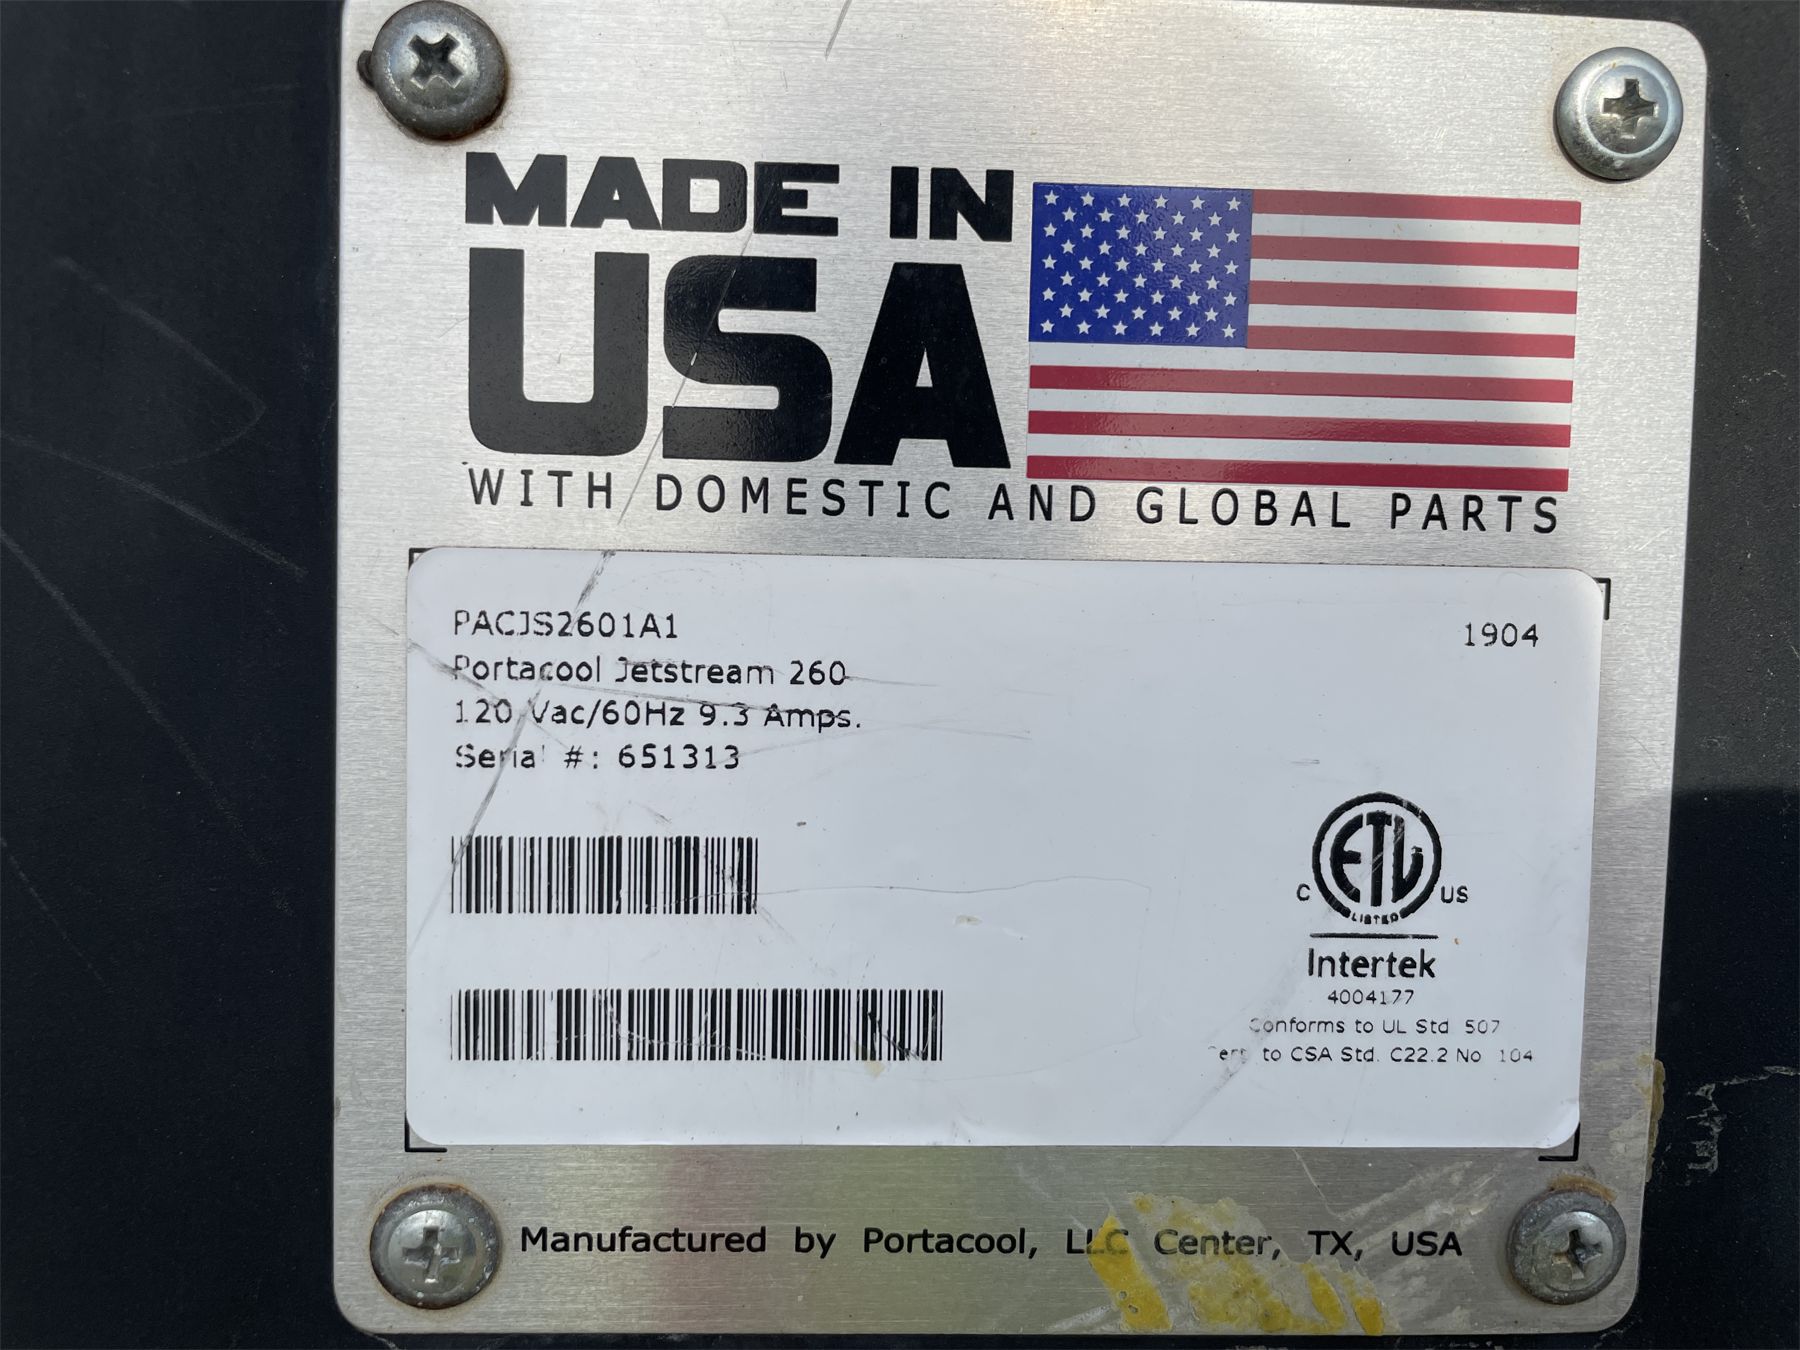 MADE IN
USA
WITH DOMESTIC AND GLOBAL PARTS
PACJS2601A1
1904
Portacool Jetstream 260
120 Vac/60Hz 9.3 Amps.
Serial #: 651313
ETL
C
US
LISTED
Intertek
4004177
Conforms to UL Std 507
Cert. to CSA Std. C22.2 No 104
Manufactured by Portacool, LLC Center, TX, USA